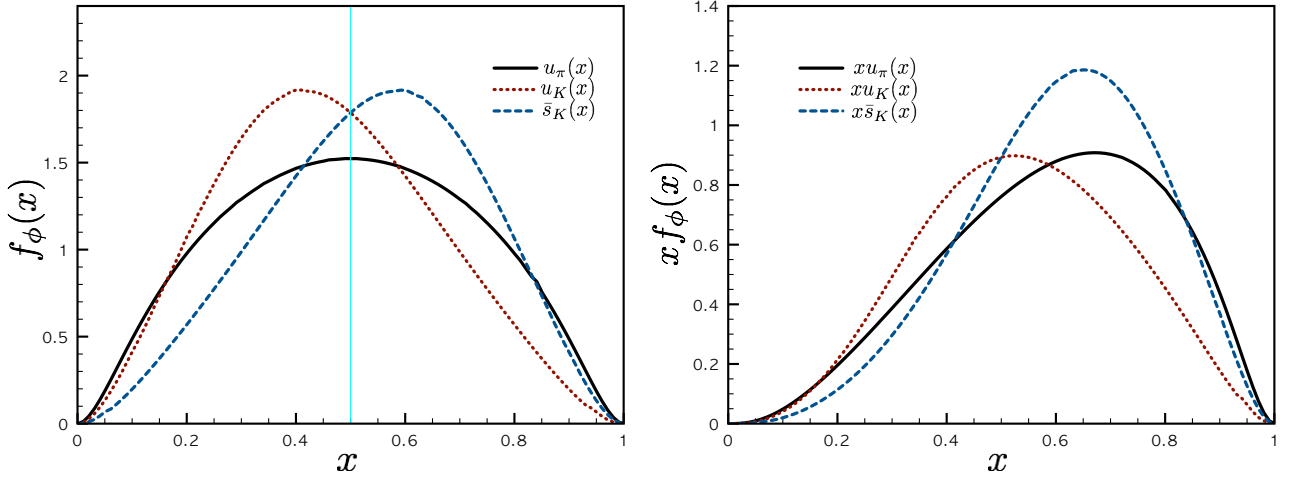 f_ϕ(x)
2
1.5
1
0.5
0
0 0.2 0.4 0.6 0.8 1
x
u_π(x)
u_K(x)
s̄_K(x)
x f_ϕ(x)
1.4
1.2
1
0.8
0.6
0.4
0.2
0
0 0.2 0.4 0.6 0.8 1
x
xu_π(x)
xu_K(x)
xs̄_K(x)